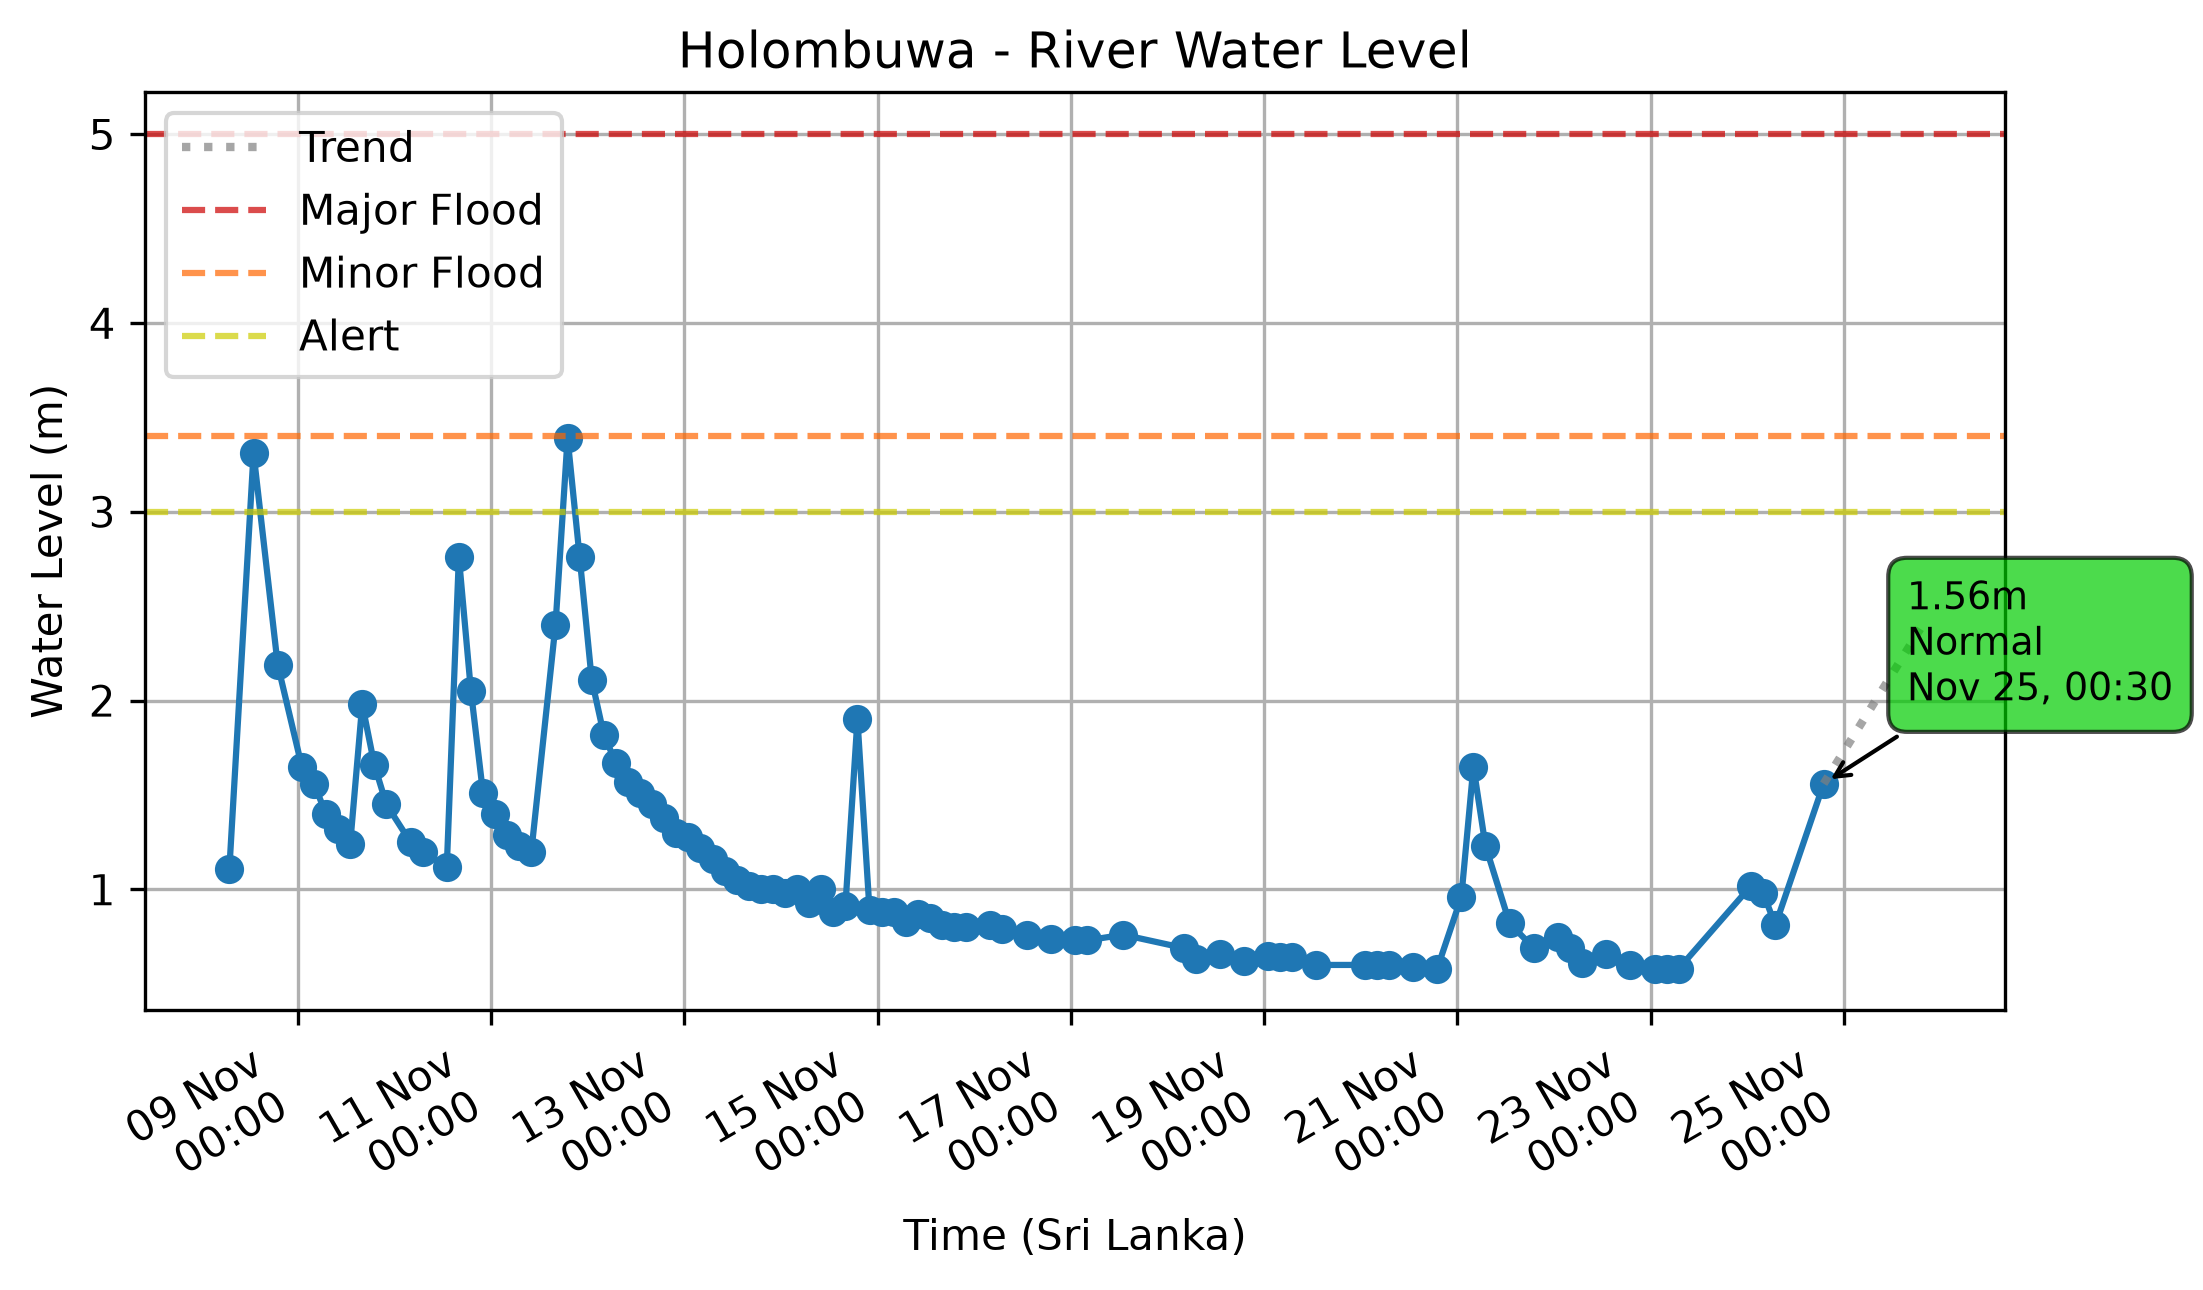 Holombuwa - River Water Level
Trend
Major Flood
Minor Flood
Alert
5
4
3
2
1
Water Level (m)
1.56m
Normal
Nov 25, 00:30
09 Nov
00:00
11 Nov
00:00
13 Nov
00:00
15 Nov
00:00
17 Nov
00:00
19 Nov
00:00
21 Nov
00:00
23 Nov
00:00
25 Nov
00:00
Time (Sri Lanka)